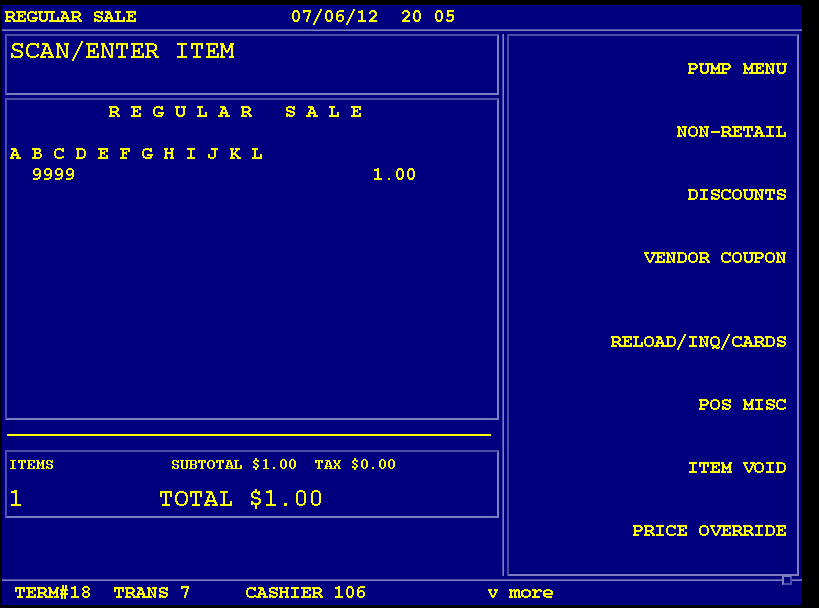 REGULAR SALE 07/06/12 20 05
SCAN/ENTER ITEM
R E G U L A R S A L E
A B C D E F G H I J K L
9999 1.00
ITEMS SUBTOTAL $1.00 TAX $0.00
1 TOTAL $1.00
PUMP MENU
NON-RETAIL
DISCOUNTS
VENDOR COUPON
RELOAD/INQ/CARDS
POS MISC
ITEM VOID
PRICE OVERRIDE
TERM#18 TRANS 7 CASHIER 106 v more